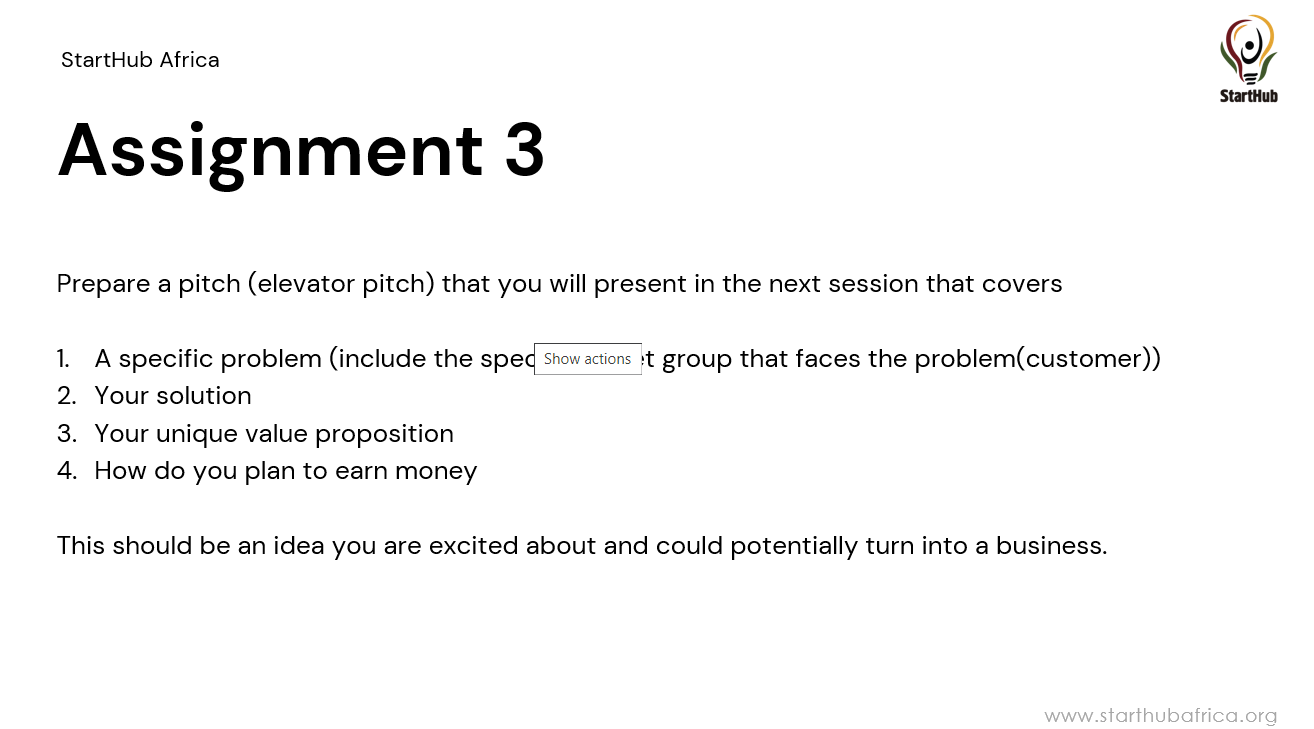 StartHub Africa
StartHub
Assignment 3
Prepare a pitch (elevator pitch) that you will present in the next session that covers
1. A specific problem (include the Show actions group that faces the problem(customer))
2. Your solution
3. Your unique value proposition
4. How do you plan to earn money
This should be an idea you are excited about and could potentially turn into a business.
www.starthubafrica.org